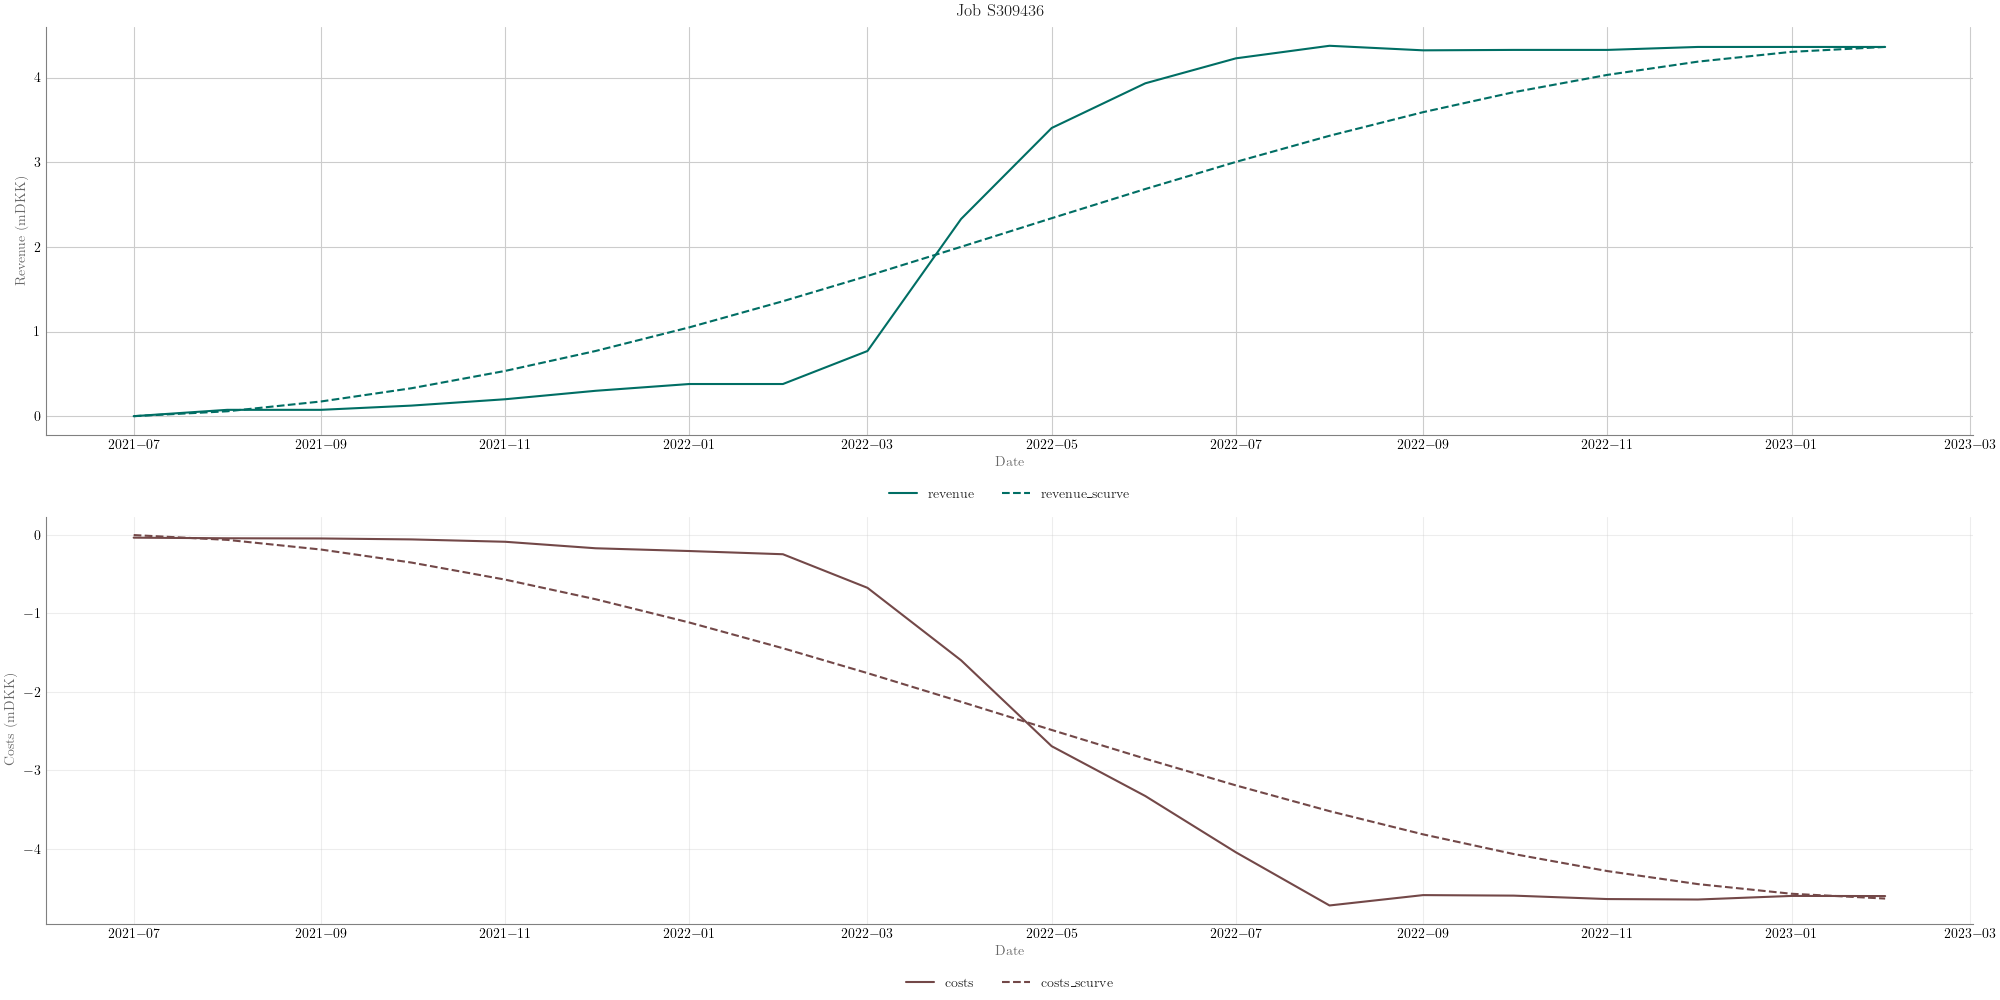 Job S309436
4
3
2
1
0
Revenue (mDKK)
2021−07 2021−09 2021−11 2022−01 2022−03 2022−05 2022−07 2022−09 2022−11 2023−01 2023−03
Date
revenue revenue_scurve
0
−1
−2
−3
−4
Costs (mDKK)
2021−07 2021−09 2021−11 2022−01 2022−03 2022−05 2022−07 2022−09 2022−11 2023−01 2023−03
Date
costs costs_scurve